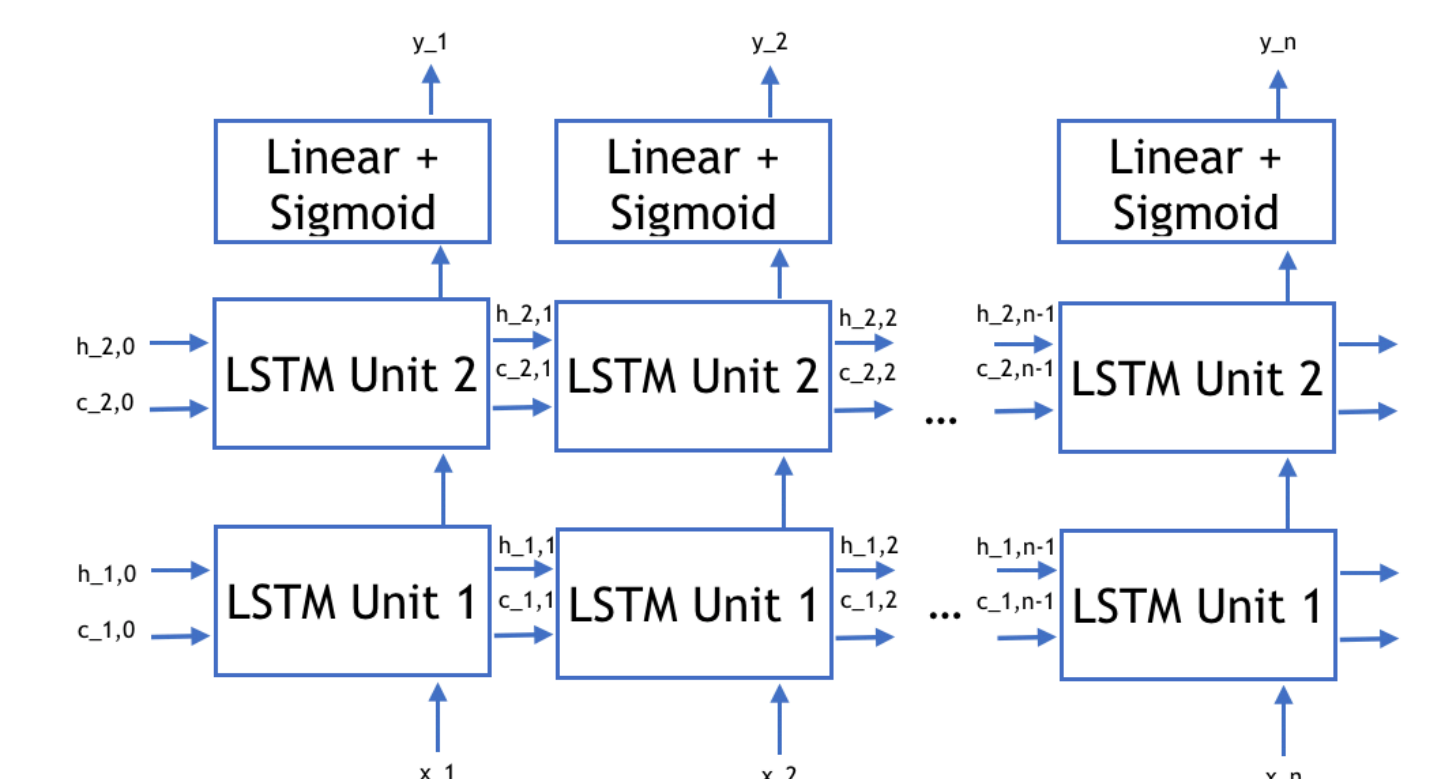 y_1 y_2 y_n
Linear + Linear + Linear +
Sigmoid Sigmoid Sigmoid
h_2,1 h_2,2 h_2,n-1
h_2,0
c_2,1 c_2,2 c_2,n-1
LSTM Unit 2 LSTM Unit 2 LSTM Unit 2
c_2,0
...
h_1,1 h_1,2 h_1,n-1
h_1,0
c_1,1 c_1,2 ... c_1,n-1
LSTM Unit 1 LSTM Unit 1 LSTM Unit 1
c_1,0
x_1 x_2 x_n